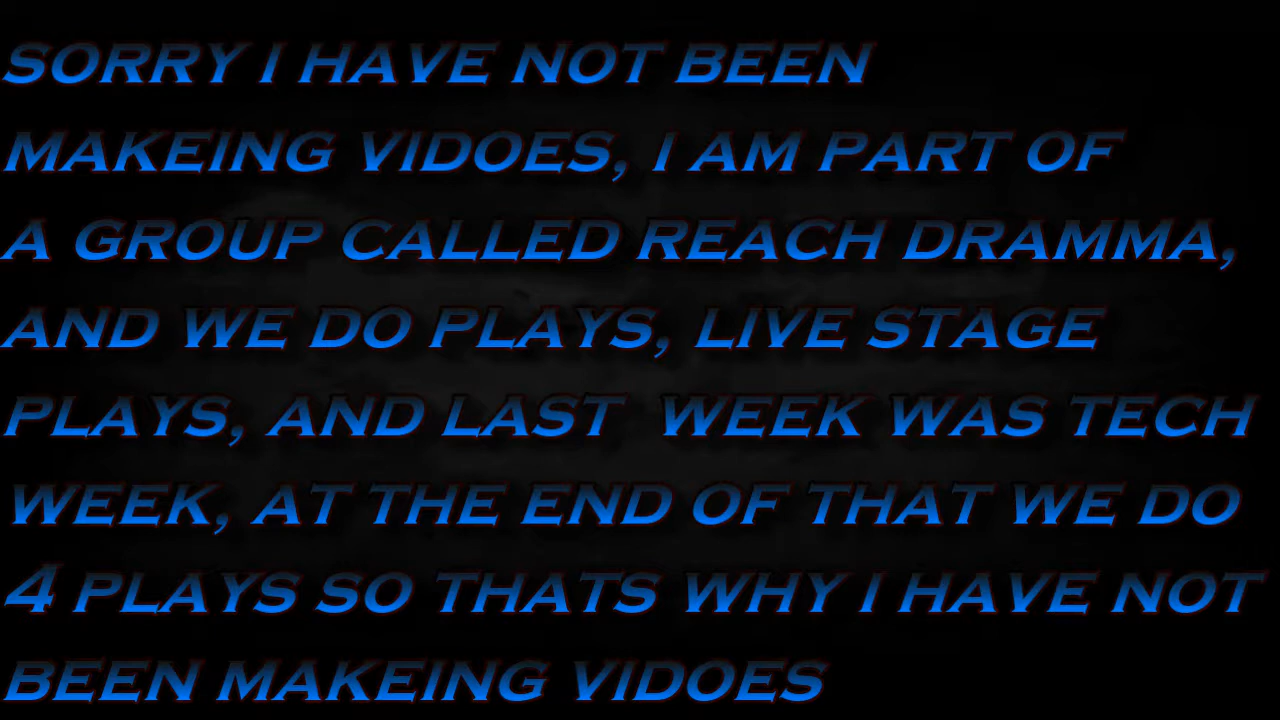 SORRY I HAVE NOT BEEN
MAKEING VIDOES, I AM PART OF
A GROUP CALLED REACH DRAMMA,
AND WE DO PLAYS, LIVE STAGE
PLAYS, AND LAST WEEK WAS TECH
WEEK, AT THE END OF THAT WE DO
4 PLAYS SO THATS WHY I HAVE NOT
BEEN MAKEING VIDOES